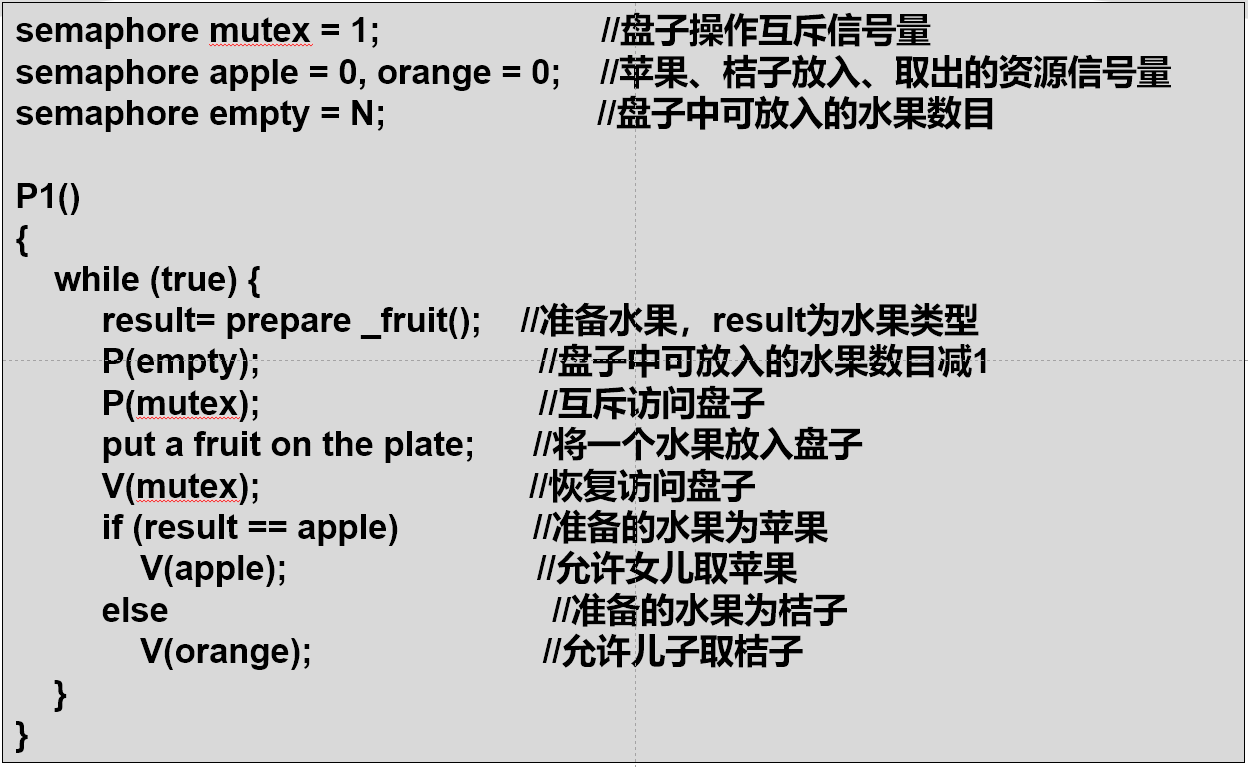 semaphore mutex = 1; //盘子操作互斥信号量
semaphore apple = 0, orange = 0; //苹果、桔子放入、取出的资源信号量
semaphore empty = N; //盘子中可放入的水果数目
P1()
{
while (true) {
result= prepare _fruit(); //准备水果，result为水果类型
P(empty); //盘子中可放入的水果数目减1
P(mutex); //互斥访问盘子
put a fruit on the plate; //将一个水果放入盘子
V(mutex); //恢复访问盘子
if (result == apple) //准备的水果为苹果
V(apple); //允许女儿取苹果
else //准备的水果为桔子
V(orange); //允许儿子取桔子
}
}